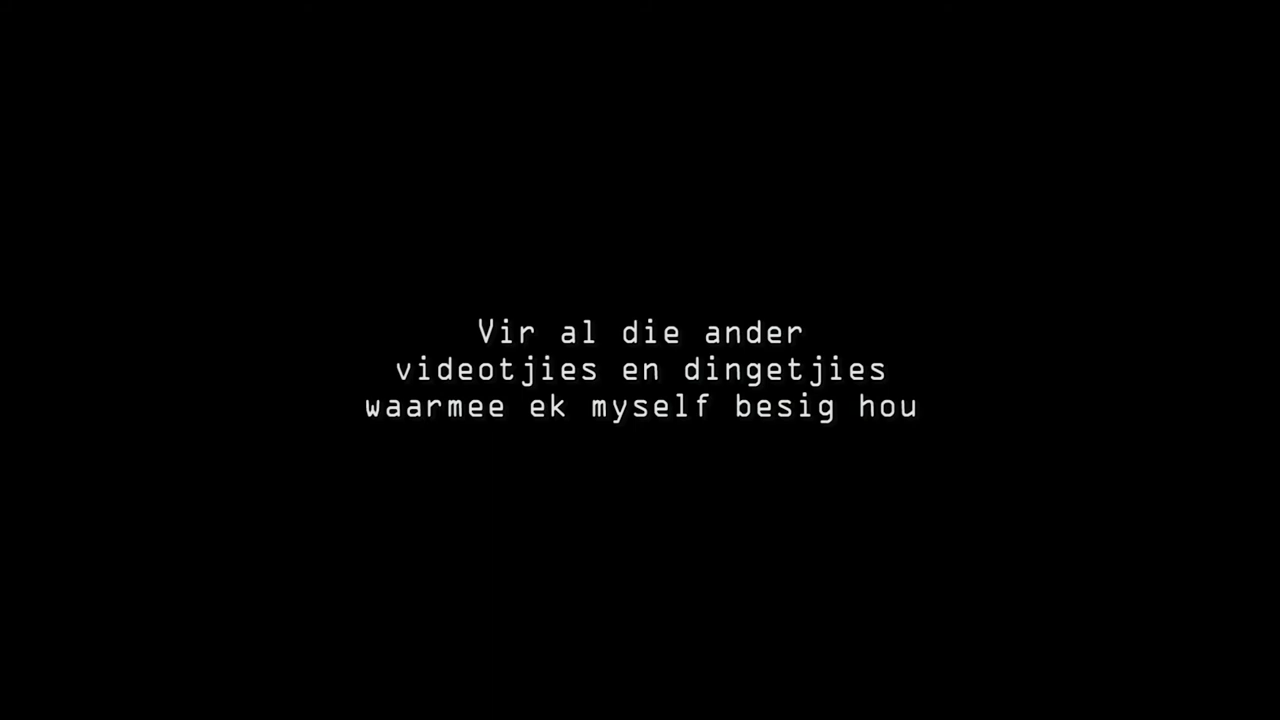 Vir al die ander
videotjies en dingetjies
waarmee ek myself besig hou